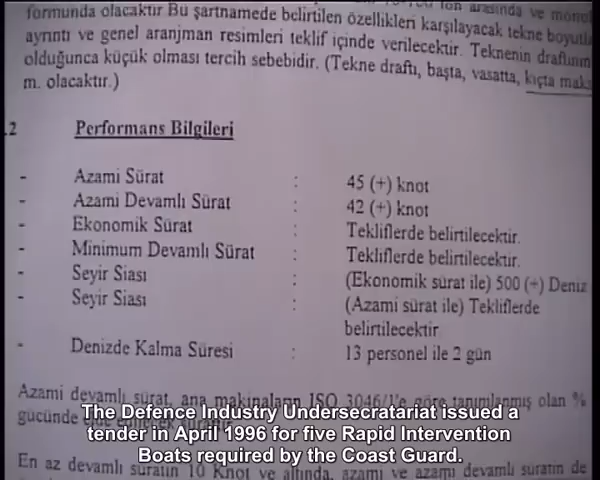 formunda olacaktır Bu şartnamede belirtilen özellikleri karşılayacak tekne boyutla
ayrıntı ve genel aranjman resimleri teklif içinde verilecektir. Teknenin draftının
olduğunca küçük olması tercih sebebidir. (Tekne draftı, başta, vasatta, kıçta maks
m. olacaktır.)
.2 Performans Bilgileri
- Azami Sürat : 45 (+) knot
- Azami Devamlı Sürat : 42 (+) knot
- Ekonomik Sürat : Tekliflerde belirtilecektir.
- Minimum Devamlı Sürat : Tekliflerde belirtilecektir.
- Seyir Siası : (Ekonomik sürat ile) 500 (+) Deniz
- Seyir Siası : (Azami sürat ile) Tekliflerde
belirtilecektir
- Denizde Kalma Süresi : 13 personel ile 2 gün
Azami devamlı sürat, ana makinaların ISO 3046/1'e göre tanımlanmış olan %
gücünde elde edilecek
The Defence Industry Undersecratariat issued a
tender in April 1996 for five Rapid Intervention
Boats required by the Coast Guard.
En az devamlı süratin 10 Knot ve altında, azami ve azami devamlı süratin de